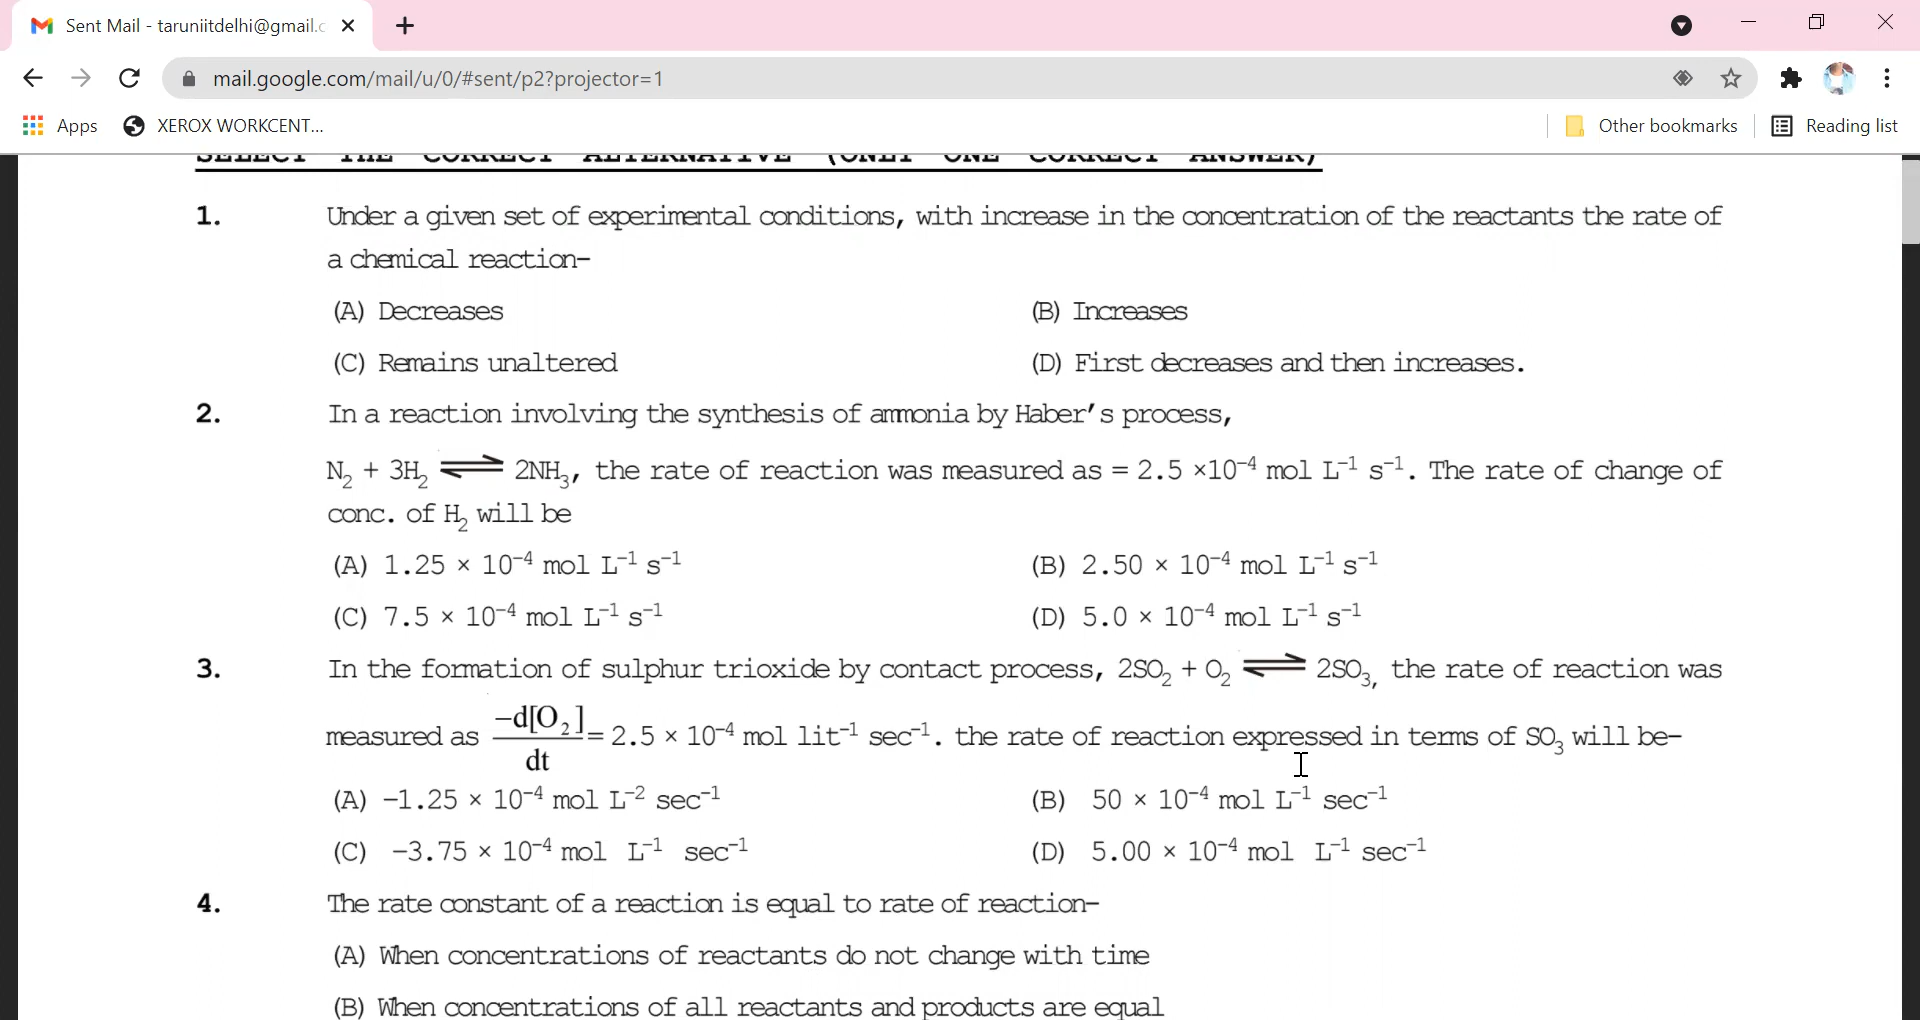 Sent Mail - taruniitdelhi@gmail.c
mail.google.com/mail/u/0/#sent/p2?projector=1
Apps XEROX WORKCENT... Other bookmarks Reading list
SELECT THE CORRECT ALTERNATIVE (ONLY ONE CORRECT ANSWER)
1. Under a given set of experimental conditions, with increase in the concentration of the reactants the rate of
a chemical reaction-
(A) Decreases (B) Increases
(C) Remains unaltered (D) First decreases and then increases.
2. In a reaction involving the synthesis of ammonia by Haber's process,
N₂ + 3H₂ ⇌ 2NH₃, the rate of reaction was measured as = 2.5 ×10⁻⁴ mol L⁻¹ s⁻¹. The rate of change of
conc. of H₂ will be
(A) 1.25 × 10⁻⁴ mol L⁻¹ s⁻¹ (B) 2.50 × 10⁻⁴ mol L⁻¹ s⁻¹
(C) 7.5 × 10⁻⁴ mol L⁻¹ s⁻¹ (D) 5.0 × 10⁻⁴ mol L⁻¹ s⁻¹
3. In the formation of sulphur trioxide by contact process, 2SO₂ + O₂ ⇌ 2SO₃, the rate of reaction was
measured as −d[O₂]/dt = 2.5 × 10⁻⁴ mol lit⁻¹ sec⁻¹. the rate of reaction expressed in terms of SO₃ will be-
(A) −1.25 × 10⁻⁴ mol L⁻² sec⁻¹ (B) 50 × 10⁻⁴ mol L⁻¹ sec⁻¹
(C) −3.75 × 10⁻⁴ mol L⁻¹ sec⁻¹ (D) 5.00 × 10⁻⁴ mol L⁻¹ sec⁻¹
4. The rate constant of a reaction is equal to rate of reaction-
(A) When concentrations of reactants do not change with time
(B) When concentrations of all reactants and products are equal